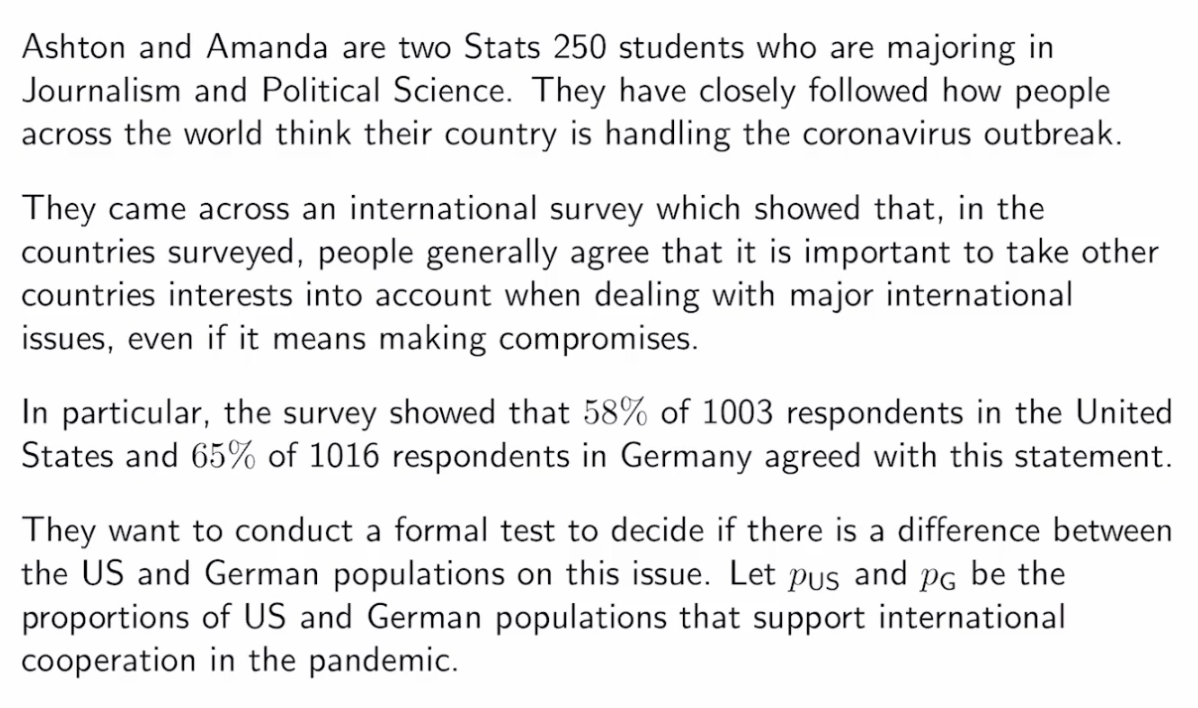 Ashton and Amanda are two Stats 250 students who are majoring in
Journalism and Political Science. They have closely followed how people
across the world think their country is handling the coronavirus outbreak.
They came across an international survey which showed that, in the
countries surveyed, people generally agree that it is important to take other
countries interests into account when dealing with major international
issues, even if it means making compromises.
In particular, the survey showed that 58% of 1003 respondents in the United
States and 65% of 1016 respondents in Germany agreed with this statement.
They want to conduct a formal test to decide if there is a difference between
the US and German populations on this issue. Let pUS and pG be the
proportions of US and German populations that support international
cooperation in the pandemic.